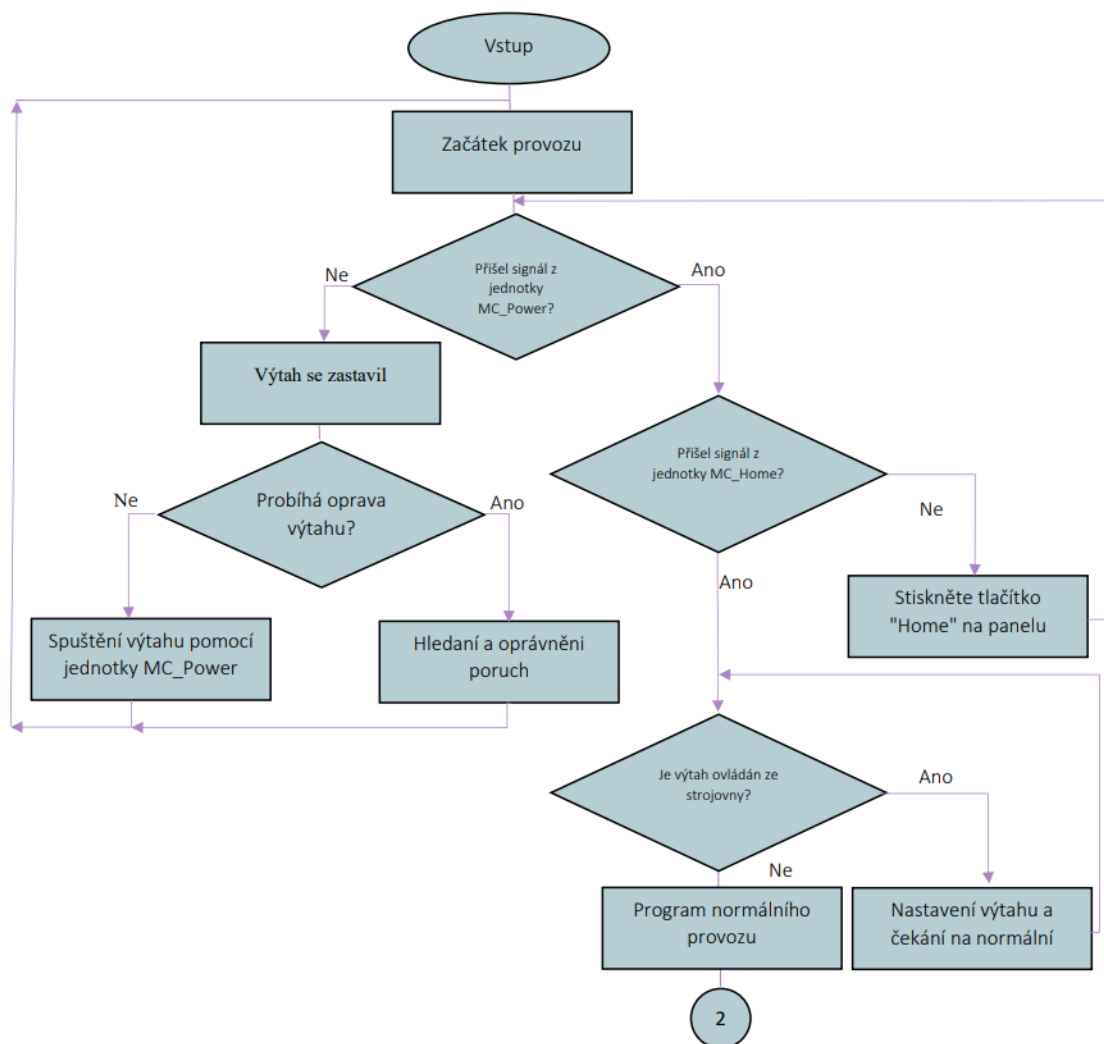 Vstup
Začátek provozu
Přišel signál z
jednotky
MC_Power?
Ne
Ano
Výtah se zastavil
Přišel signál z
jednotky MC_Home?
Probíhá oprava
výtahu?
Ne
Ano
Ne
Ano
Stiskněte tlačítko
"Home" na panelu
Spuštění výtahu pomocí
jednotky MC_Power
Hledaní a oprávněni
poruch
Je výtah ovládán ze
strojovny?
Ano
Ne
Program normálního
provozu
Nastavení výtahu a
čekání na normální
2